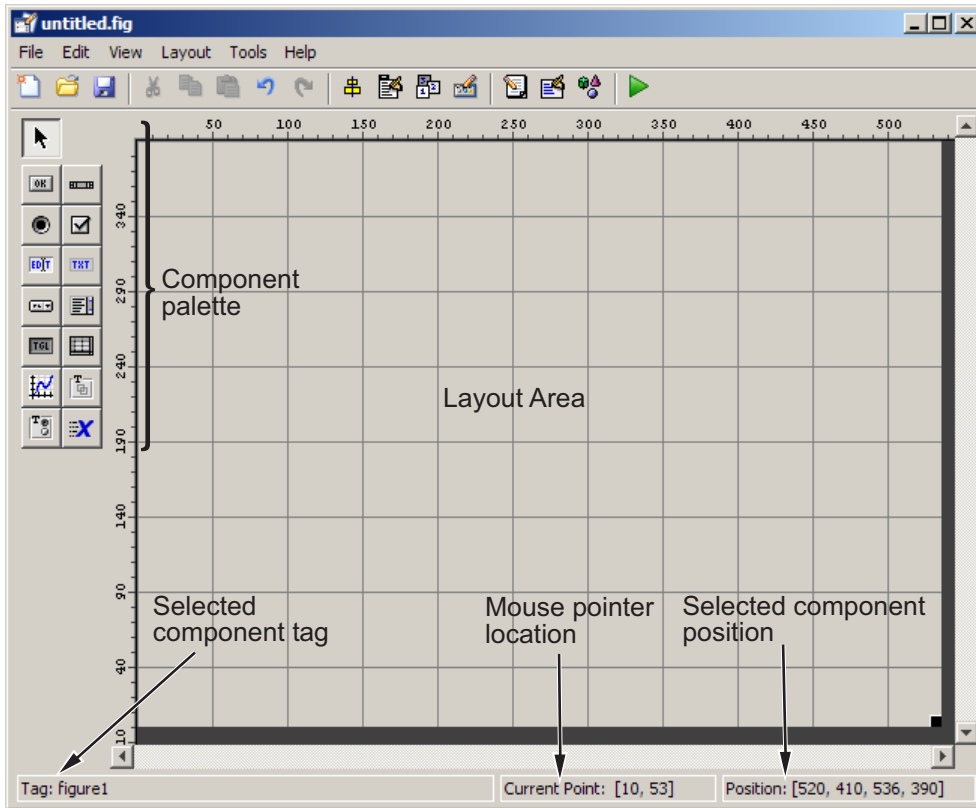 untitled.fig
File Edit View Layout Tools Help
50 100 150 200 250 300 350 400 450 500
OK
340
EDIT TXT
290
Component
palette
TGL
240
Layout Area
190
140
90
Selected
component tag
Mouse pointer
location
Selected component
position
40
10
Tag: figure1
Current Point: [10, 53]
Position: [520, 410, 536, 390]